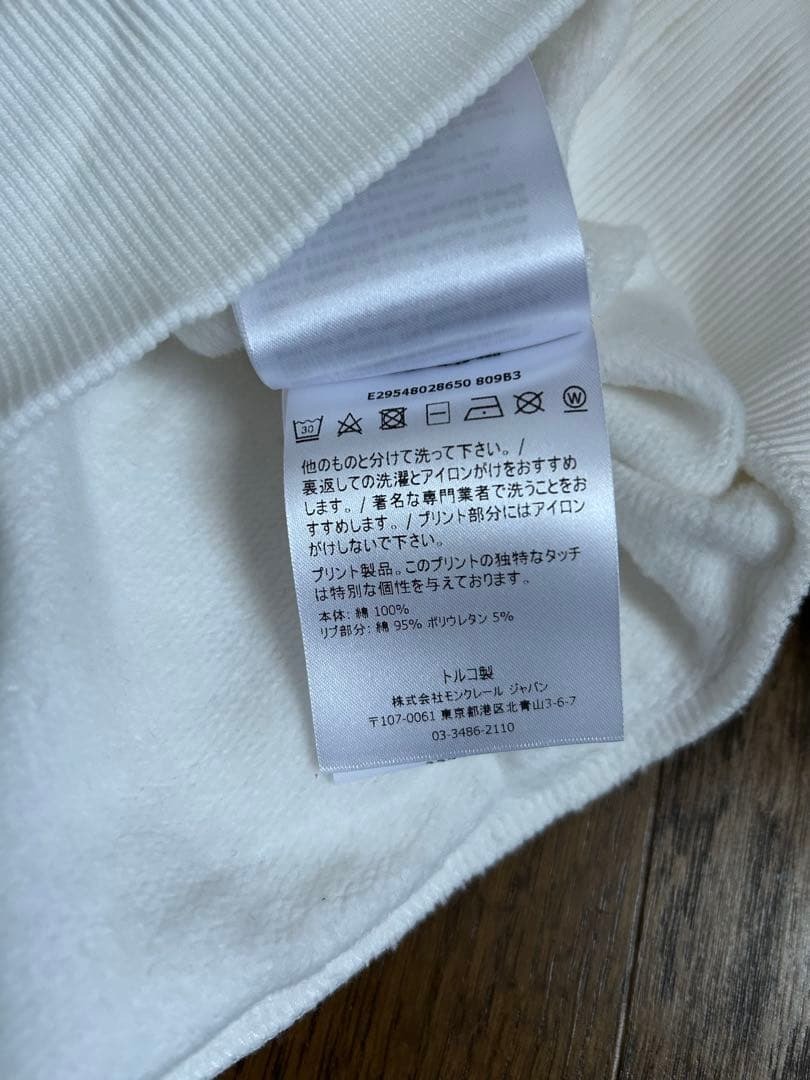 E29548028650 809B3
30
W
他のものと分けて洗って下さい。/
裏返しての洗濯とアイロンがけをおすすめ
します。/ 著名な専門業者で洗うことをお
すすめします。/ プリント部分にはアイロン
がけしないで下さい。
プリント製品。このプリントの独特なタッチ
は特別な個性を与えております。
本体: 綿 100%
リブ部分: 綿 95% ポリウレタン 5%
トルコ製
株式会社モンクレール ジャパン
〒107-0061 東京都港区北青山3-6-7
03-3486-2110